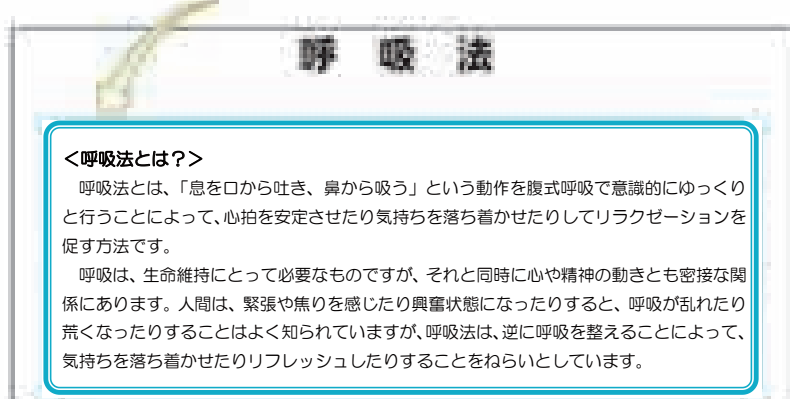 呼 吸 法
＜呼吸法とは？＞
呼吸法とは、「息を口から吐き、鼻から吸う」という動作を腹式呼吸で意識的にゆっくり
と行うことによって、心拍を安定させたり気持ちを落ち着かせたりしてリラクゼーションを
促す方法です。
呼吸は、生命維持にとって必要なものですが、それと同時に心や精神の動きとも密接な関
係にあります。人間は、緊張や焦りを感じたり興奮状態になったりすると、呼吸が乱れたり
荒くなったりすることはよく知られていますが、呼吸法は、逆に呼吸を整えることによって、
気持ちを落ち着かせたりリフレッシュしたりすることをねらいとしています。